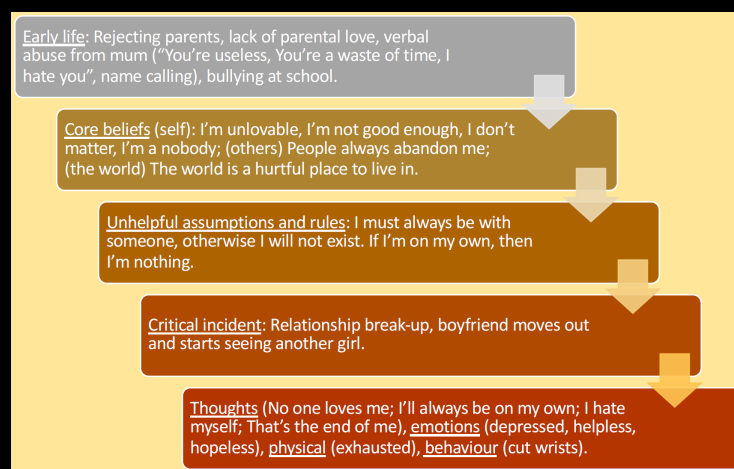 Early life: Rejecting parents, lack of parental love, verbal
abuse from mum (“You’re useless, You’re a waste of time, I
hate you”, name calling), bullying at school.
Core beliefs (self): I’m unlovable, I’m not good enough, I don’t
matter, I’m a nobody; (others) People always abandon me;
(the world) The world is a hurtful place to live in.
Unhelpful assumptions and rules: I must always be with
someone, otherwise I will not exist. If I’m on my own, then
I’m nothing.
Critical incident: Relationship break-up, boyfriend moves out
and starts seeing another girl.
Thoughts (No one loves me; I’ll always be on my own; I hate
myself; That’s the end of me), emotions (depressed, helpless,
hopeless), physical (exhausted), behaviour (cut wrists).